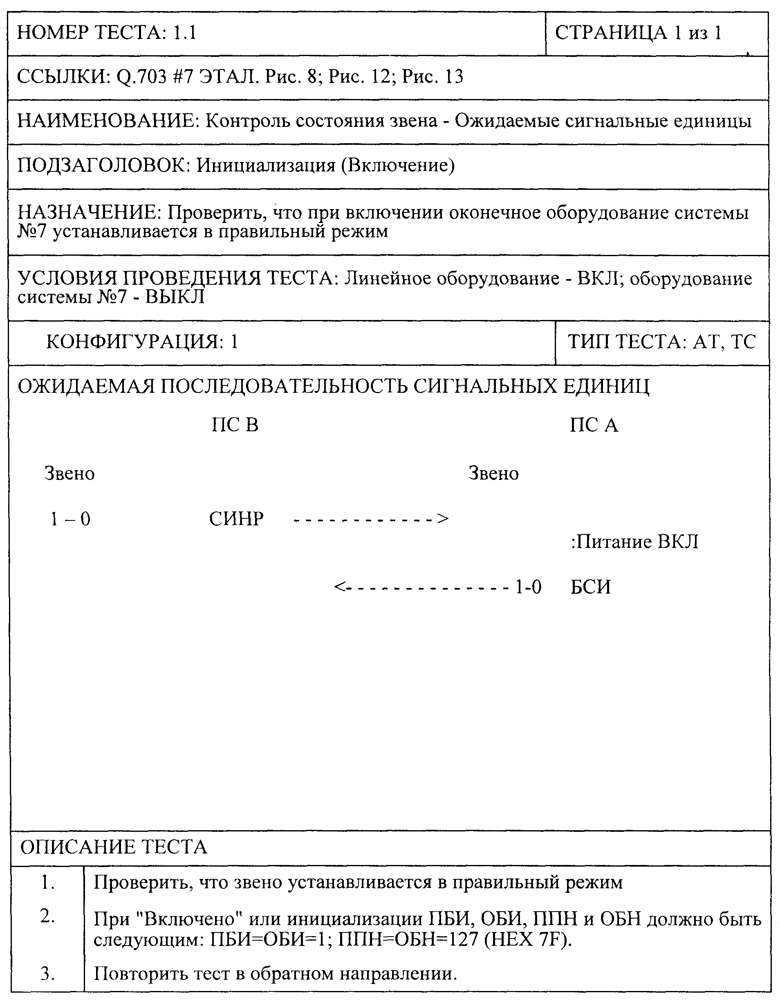 НОМЕР ТЕСТА: 1.1
СТРАНИЦА 1 из 1
ССЫЛКИ: Q.703 #7 ЭТАЛ. Рис. 8; Рис. 12; Рис. 13
НАИМЕНОВАНИЕ: Контроль состояния звена - Ожидаемые сигнальные единицы
ПОДЗАГОЛОВОК: Инициализация (Включение)
НАЗНАЧЕНИЕ: Проверить, что при включении оконечное оборудование системы
№7 устанавливается в правильный режим
УСЛОВИЯ ПРОВЕДЕНИЯ ТЕСТА: Линейное оборудование - ВКЛ; оборудование
системы №7 - ВЫКЛ
КОНФИГУРАЦИЯ: 1
ТИП ТЕСТА: АТ, ТС
ОЖИДАЕМАЯ ПОСЛЕДОВАТЕЛЬНОСТЬ СИГНАЛЬНЫХ ЕДИНИЦ
ПС В ПС А
Звено Звено
1 – 0 СИНР - - - - - - - - - - - ->
:Питание ВКЛ
<- - - - - - - - - - - - - - 1-0 БСИ
ОПИСАНИЕ ТЕСТА
1. Проверить, что звено устанавливается в правильный режим
2. При "Включено" или инициализации ПБИ, ОБИ, ППН и ОБН должно быть
следующим: ПБИ=ОБИ=1; ППН=ОБН=127 (HEX 7F).
3. Повторить тест в обратном направлении.